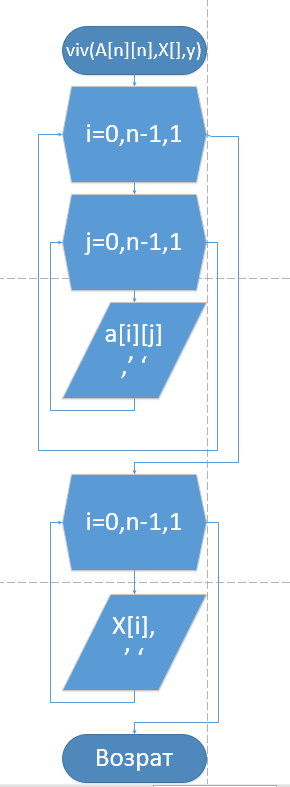 viv(A[n][n],X[],y)
i=0,n-1,1
j=0,n-1,1
a[i][j]
,’ ‘
i=0,n-1,1
X[i],
’ ‘
Возрат